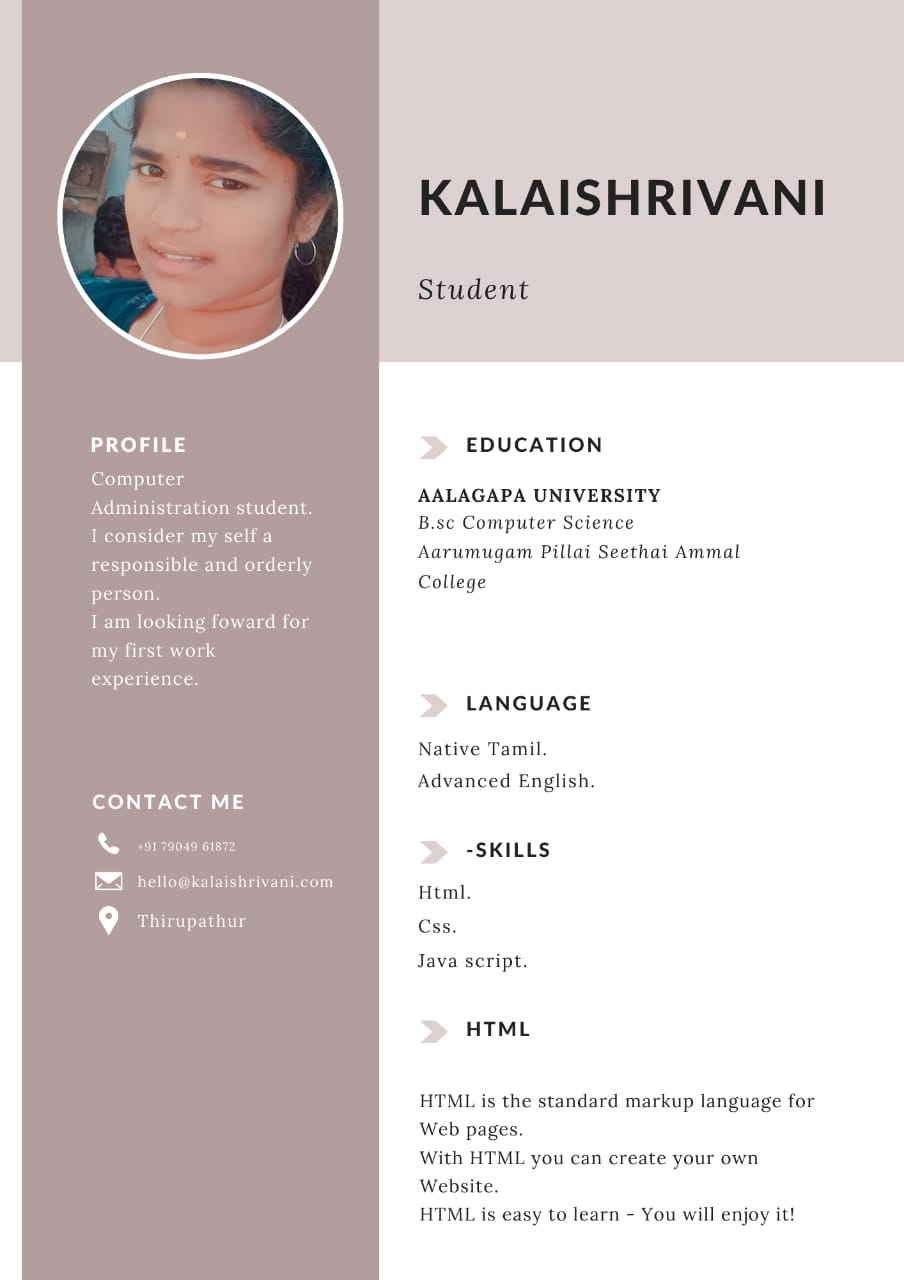 KALAISHRIVANI
Student
PROFILE
Computer
Administration student.
I consider my self a
responsible and orderly
person.
I am looking foward for
my first work
experience.
CONTACT ME
+91 79049 61872
hello@kalaishrivani.com
Thirupathur
EDUCATION
AALAGAPA UNIVERSITY
B.sc Computer Science
Aarumugam Pillai Seethai Ammal
College
LANGUAGE
Native Tamil.
Advanced English.
-SKILLS
Html.
Css.
Java script.
HTML
HTML is the standard markup language for
Web pages.
With HTML you can create your own
Website.
HTML is easy to learn - You will enjoy it!